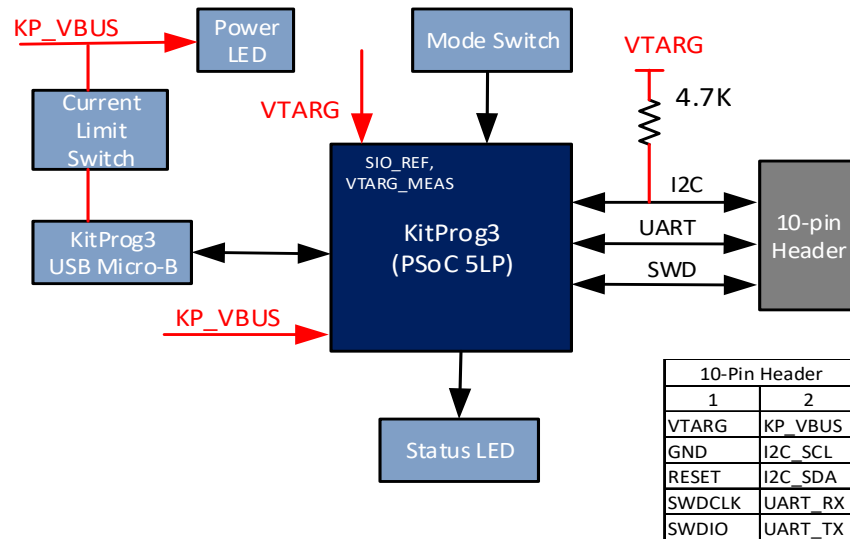 KP_VBUS
Power
LED
Mode Switch
VTARG
4.7K
Current
Limit
Switch
VTARG
SIO_REF,
VTARG_MEAS
I2C
KitProg3
USB Micro-B
KitProg3
(PSoC 5LP)
UART
SWD
10-pin
Header
KP_VBUS
Status LED
10-Pin Header
1 2
VTARG KP_VBUS
GND I2C_SCL
RESET I2C_SDA
SWDCLK UART_RX
SWDIO UART_TX